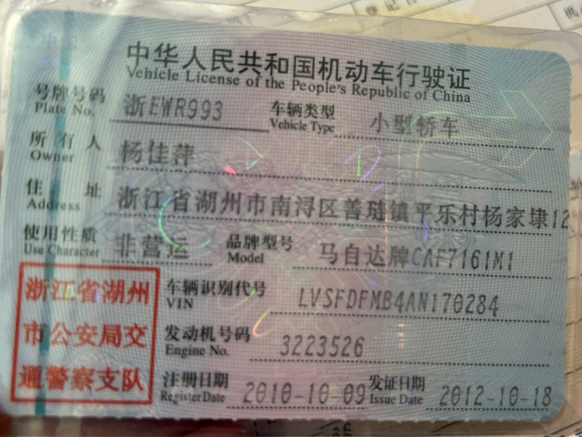 中华人民共和国机动车行驶证
Vehicle License of the People's Republic of China
号牌号码 浙EWR993 车辆类型 小型轿车
Plate No. Vehicle Type
所有人 杨佳萍
Owner
住址 浙江省湖州市南浔区善琏镇平乐村杨家埭12
Address
使用性质 非营运 品牌型号 马自达牌CAF7161M1
Use Character Model
浙江省湖州
市公安局交
通警察支队
车辆识别代号 LVSFDFMB4AN170284
VIN
发动机号码 3223526
Engine No.
注册日期 2010-10-09 发证日期 2012-10-18
Register Date Issue Date